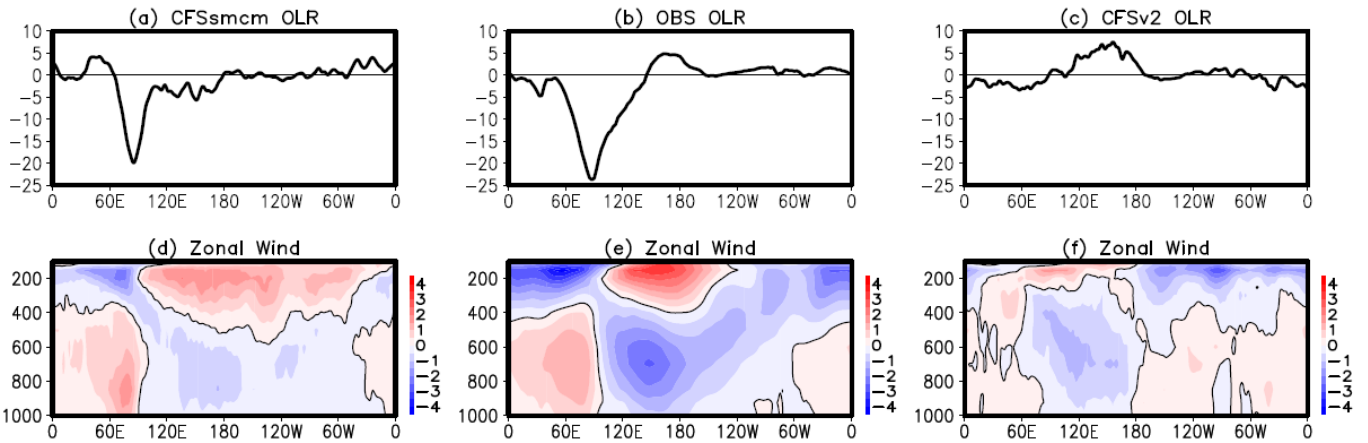 (a) CFSsmcm OLR
(b) OBS OLR
(c) CFSv2 OLR
10 5 0 −5 −10 −15 −20 −25
10 5 0 −5 −10 −15 −20 −25
10 5 0 −5 −10 −15 −20 −25
0 60E 120E 180 120W 60W 0
0 60E 120E 180 120W 60W 0
0 60E 120E 180 120W 60W 0
(d) Zonal Wind
(e) Zonal Wind
(f) Zonal Wind
200 400 600 800 1000
4 3 2 1 0 −1 −2 −3 −4
200 400 600 800 1000
4 3 2 1 0 −1 −2 −3 −4
200 400 600 800 1000
4 3 2 1 0 −1 −2 −3 −4
0 60E 120E 180 120W 60W 0
0 60E 120E 180 120W 60W 0
0 60E 120E 180 120W 60W 0